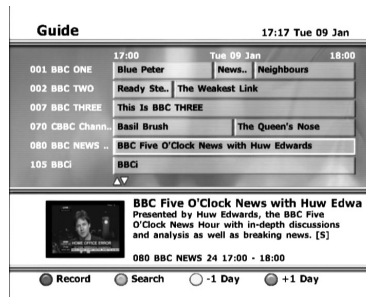 Guide 17:17 Tue 09 Jan
17:00 Tue 09 Jan 18:00
001 BBC ONE Blue Peter News.. Neighbours
002 BBC TWO Ready Ste.. The Weakest Link
007 BBC THREE This Is BBC THREE
070 CBBC Chann.. Basil Brush The Queen's Nose
080 BBC NEWS .. BBC Five O'Clock News with Huw Edwards
105 BBCi BBCi
HOME OFFICE ERROR
BBC Five O'Clock News with Huw Edwa
Presented by Huw Edwards, the BBC Five
O'Clock News Hour with in-depth discussions
and analysis as well as breaking news. [S]
080 BBC NEWS 24 17:00 - 18:00
Record Search -1 Day +1 Day